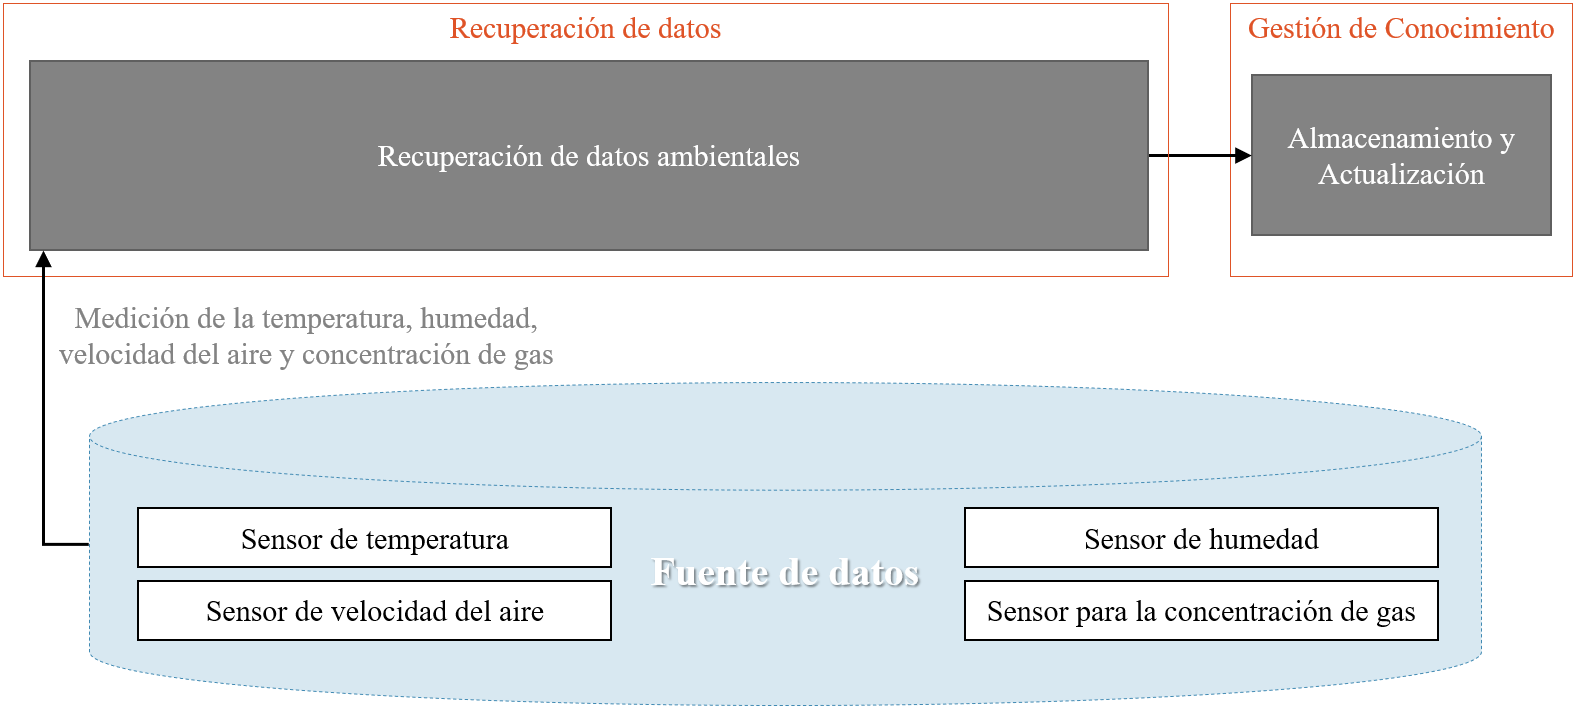 Recuperación de datos
Gestión de Conocimiento
Recuperación de datos ambientales
Almacenamiento y
Actualización
Medición de la temperatura, humedad,
velocidad del aire y concentración de gas
Sensor de temperatura
Sensor de humedad
Fuente de datos
Sensor de velocidad del aire
Sensor para la concentración de gas